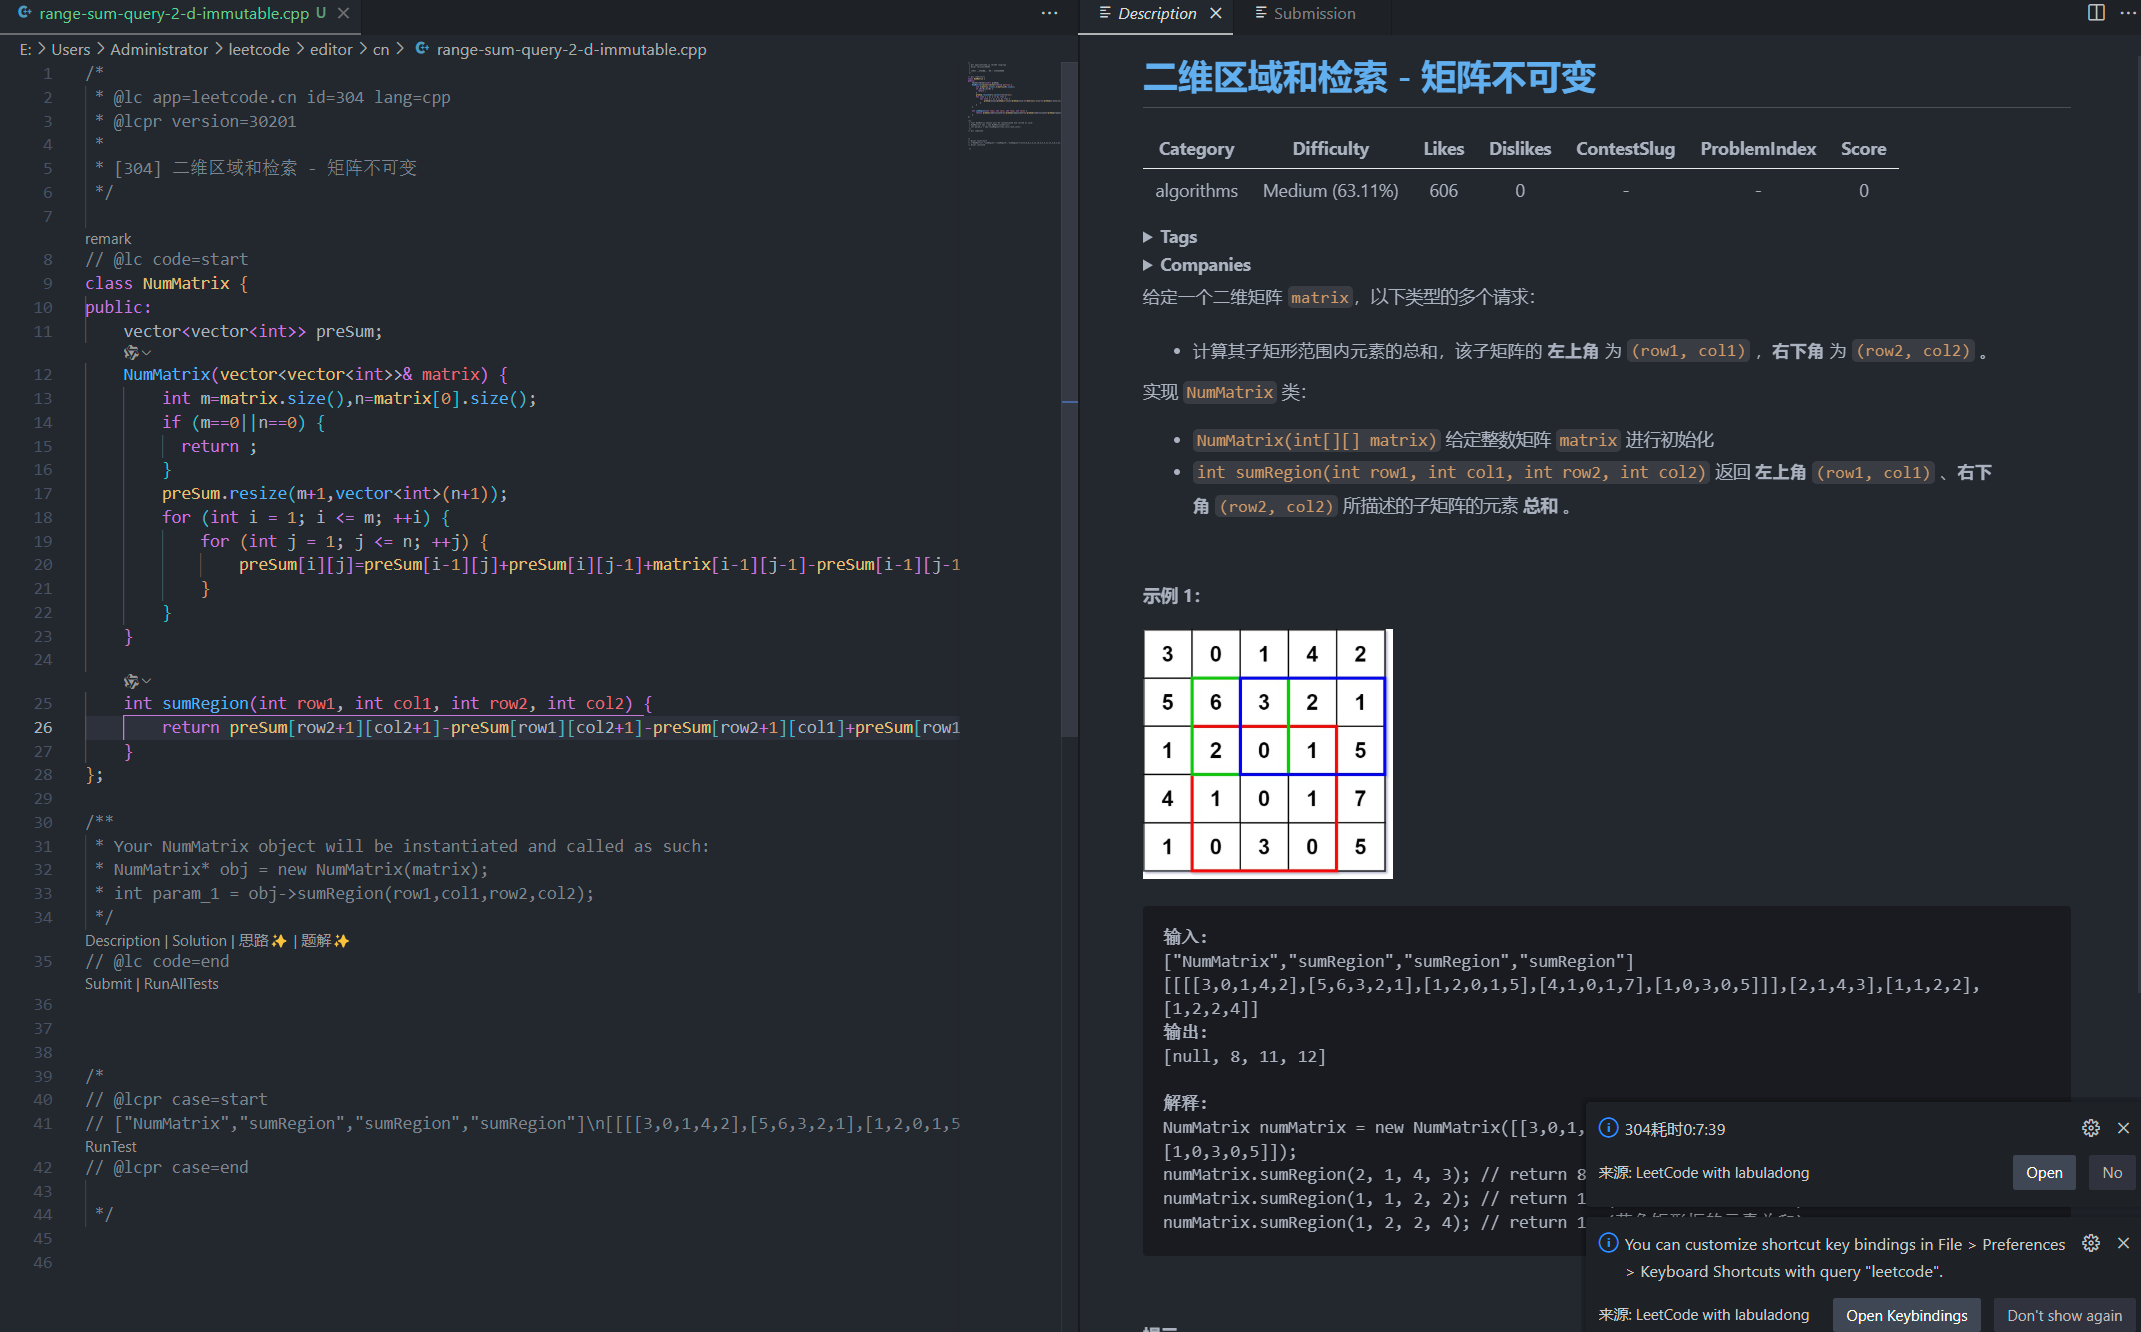 range-sum-query-2-d-immutable.cpp U
E: > Users > Administrator > leetcode > editor > cn > range-sum-query-2-d-immutable.cpp
1 /*
2 * @lc app=leetcode.cn id=304 lang=cpp
3 * @lcpr version=30201
4 *
5 * [304] 二维区域和检索 - 矩阵不可变
6 */
7
remark
8 // @lc code=start
9 class NumMatrix {
10 public:
11 vector<vector<int>> preSum;
12 NumMatrix(vector<vector<int>>& matrix) {
13 int m=matrix.size(),n=matrix[0].size();
14 if (m==0||n==0) {
15 return ;
16 }
17 preSum.resize(m+1,vector<int>(n+1));
18 for (int i = 1; i <= m; ++i) {
19 for (int j = 1; j <= n; ++j) {
20 preSum[i][j]=preSum[i-1][j]+preSum[i][j-1]+matrix[i-1][j-1]-preSum[i-1][j-1
21 }
22 }
23 }
24
25 int sumRegion(int row1, int col1, int row2, int col2) {
26 return preSum[row2+1][col2+1]-preSum[row1][col2+1]-preSum[row2+1][col1]+preSum[row1
27 }
28 };
29
30 /**
31 * Your NumMatrix object will be instantiated and called as such:
32 * NumMatrix* obj = new NumMatrix(matrix);
33 * int param_1 = obj->sumRegion(row1,col1,row2,col2);
34 */
Description | Solution | 思路✨ | 题解✨
35 // @lc code=end
Submit | RunAllTests
36
37
38
39 /*
40 // @lcpr case=start
41 // ["NumMatrix","sumRegion","sumRegion","sumRegion"]\n[[[[3,0,1,4,2],[5,6,3,2,1],[1,2,0,1,5
RunTest
42 // @lcpr case=end
43
44 */
45
46
Description Submission
二维区域和检索 - 矩阵不可变
Category Difficulty Likes Dislikes ContestSlug ProblemIndex Score
algorithms Medium (63.11%) 606 0 - - 0
Tags
Companies
给定一个二维矩阵 matrix，以下类型的多个请求：
• 计算其子矩形范围内元素的总和，该子矩阵的 左上角 为 (row1, col1) ，右下角 为 (row2, col2) 。
实现 NumMatrix 类：
• NumMatrix(int[][] matrix) 给定整数矩阵 matrix 进行初始化
• int sumRegion(int row1, int col1, int row2, int col2) 返回 左上角 (row1, col1) 、右下
角 (row2, col2) 所描述的子矩阵的元素 总和 。
示例 1：
3 0 1 4 2
5 6 3 2 1
1 2 0 1 5
4 1 0 1 7
1 0 3 0 5
输入:
["NumMatrix","sumRegion","sumRegion","sumRegion"]
[[[[3,0,1,4,2],[5,6,3,2,1],[1,2,0,1,5],[4,1,0,1,7],[1,0,3,0,5]]],[2,1,4,3],[1,1,2,2],
[1,2,2,4]]
输出:
[null, 8, 11, 12]
解释:
NumMatrix numMatrix = new NumMatrix([[3,0,1,
[1,0,3,0,5]]);
numMatrix.sumRegion(2, 1, 4, 3); // return 8
numMatrix.sumRegion(1, 1, 2, 2); // return 1
numMatrix.sumRegion(1, 2, 2, 4); // return 1
304耗时0:7:39
来源: LeetCode with labuladong
Open No
You can customize shortcut key bindings in File > Preferences
> Keyboard Shortcuts with query "leetcode".
来源: LeetCode with labuladong
Open Keybindings Don't show again